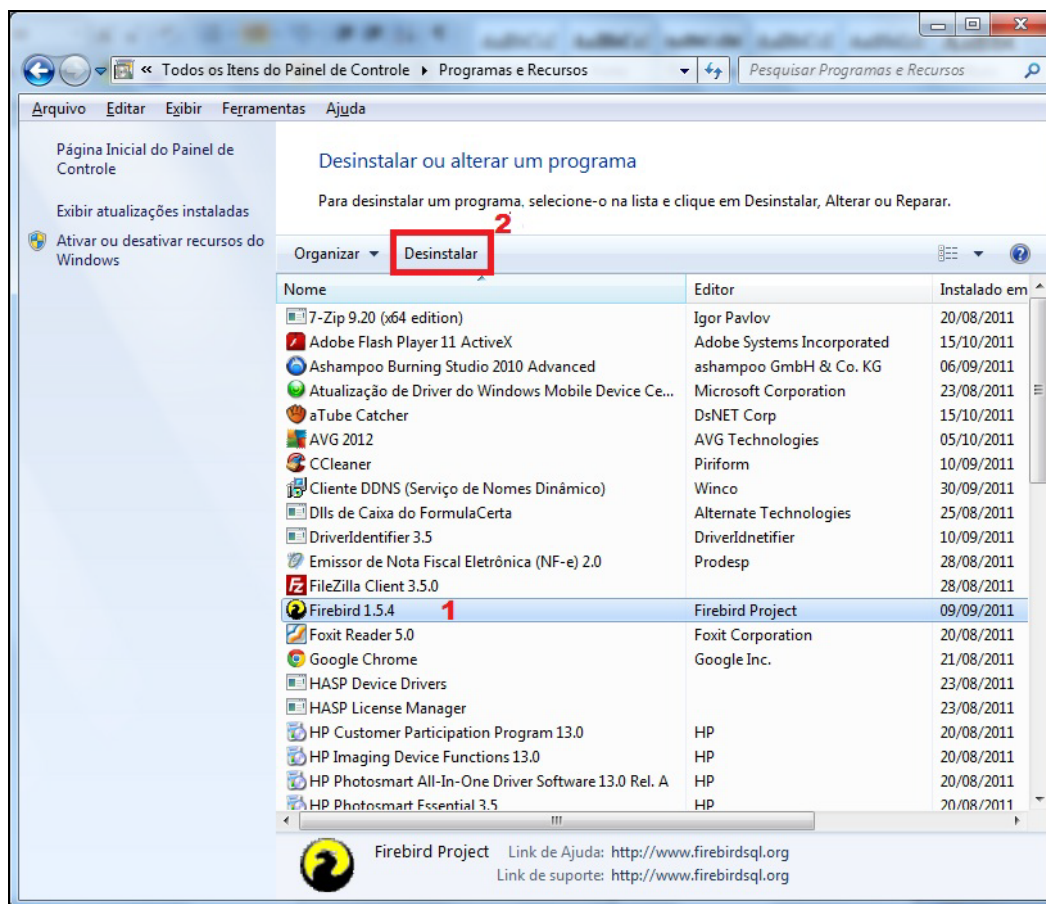 « Todos os Itens do Painel de Controle Programas e Recursos Pesquisar Programas e Recursos
Arquivo Editar Exibir Ferramentas Ajuda
Página Inicial do Painel de
Controle
Exibir atualizações instaladas
Ativar ou desativar recursos do
Windows
Desinstalar ou alterar um programa
Para desinstalar um programa, selecione-o na lista e clique em Desinstalar, Alterar ou Reparar.
2
Organizar Desinstalar
Nome Editor Instalado em
7-Zip 9.20 (x64 edition) Igor Pavlov 20/08/2011
Adobe Flash Player 11 ActiveX Adobe Systems Incorporated 15/10/2011
Ashampoo Burning Studio 2010 Advanced ashampoo GmbH & Co. KG 06/09/2011
Atualização de Driver do Windows Mobile Device Ce... Microsoft Corporation 23/08/2011
aTube Catcher DsNET Corp 15/10/2011
AVG 2012 AVG Technologies 05/10/2011
CCleaner Piriform 10/09/2011
Cliente DDNS (Serviço de Nomes Dinâmico) Winco 30/09/2011
Dlls de Caixa do FormulaCerta Alternate Technologies 25/08/2011
DriverIdentifier 3.5 DriverIdnetifier 10/09/2011
Emissor de Nota Fiscal Eletrônica (NF-e) 2.0 Prodesp 28/08/2011
FileZilla Client 3.5.0 28/08/2011
Firebird 1.5.4 1 Firebird Project 09/09/2011
Foxit Reader 5.0 Foxit Corporation 20/08/2011
Google Chrome Google Inc. 21/08/2011
HASP Device Drivers 23/08/2011
HASP License Manager 23/08/2011
HP Customer Participation Program 13.0 HP 20/08/2011
HP Imaging Device Functions 13.0 HP 20/08/2011
HP Photosmart All-In-One Driver Software 13.0 Rel. A HP 20/08/2011
HP Photosmart Essential 3.5 HP 20/08/2011
Firebird Project Link de Ajuda: http://www.firebirdsql.org
Link de suporte: http://www.firebirdsql.org